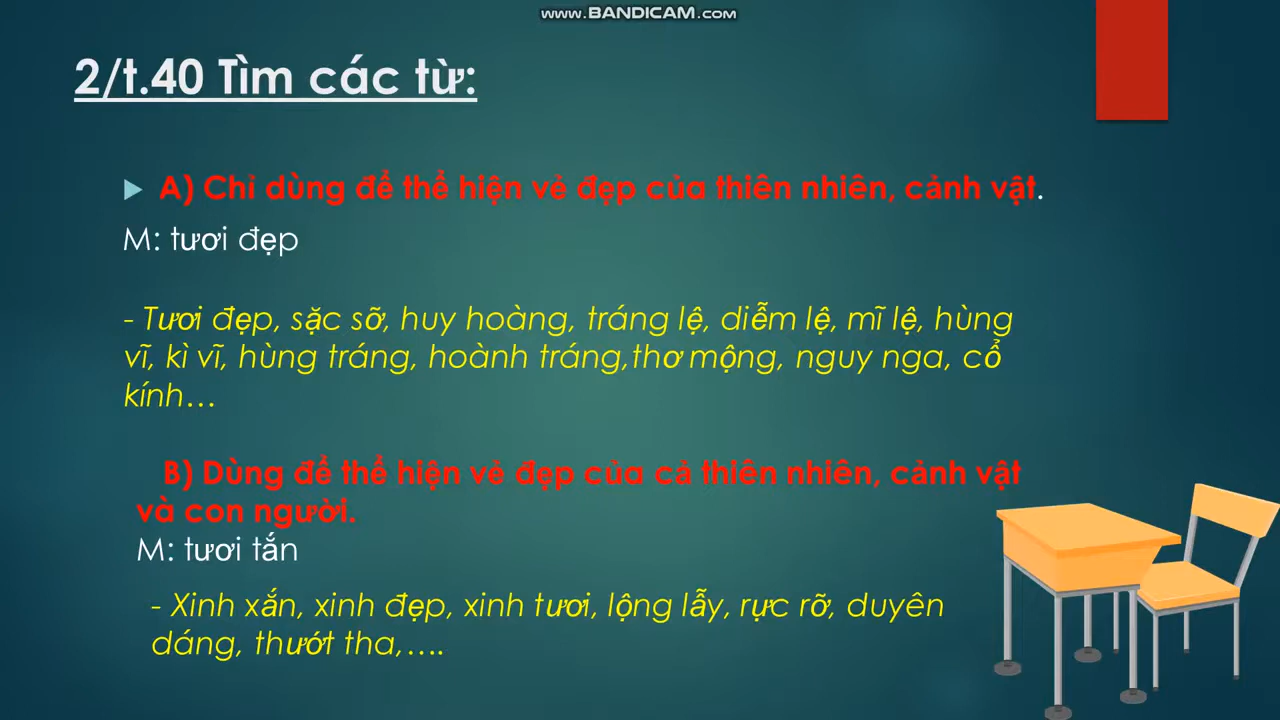 www.BANDICAM.com
2/t.40 Tìm các từ:
A) Chỉ dùng để thể hiện vẻ đẹp của thiên nhiên, cảnh vật.
M: tươi đẹp
- Tươi đẹp, sặc sỡ, huy hoàng, tráng lệ, diễm lệ, mĩ lệ, hùng
vĩ, kì vĩ, hùng tráng, hoành tráng,thơ mộng, nguy nga, cổ
kính…
B) Dùng để thể hiện vẻ đẹp của cả thiên nhiên, cảnh vật
và con người.
M: tươi tắn
- Xinh xắn, xinh đẹp, xinh tươi, lộng lẫy, rực rỡ, duyên
dáng, thướt tha,….